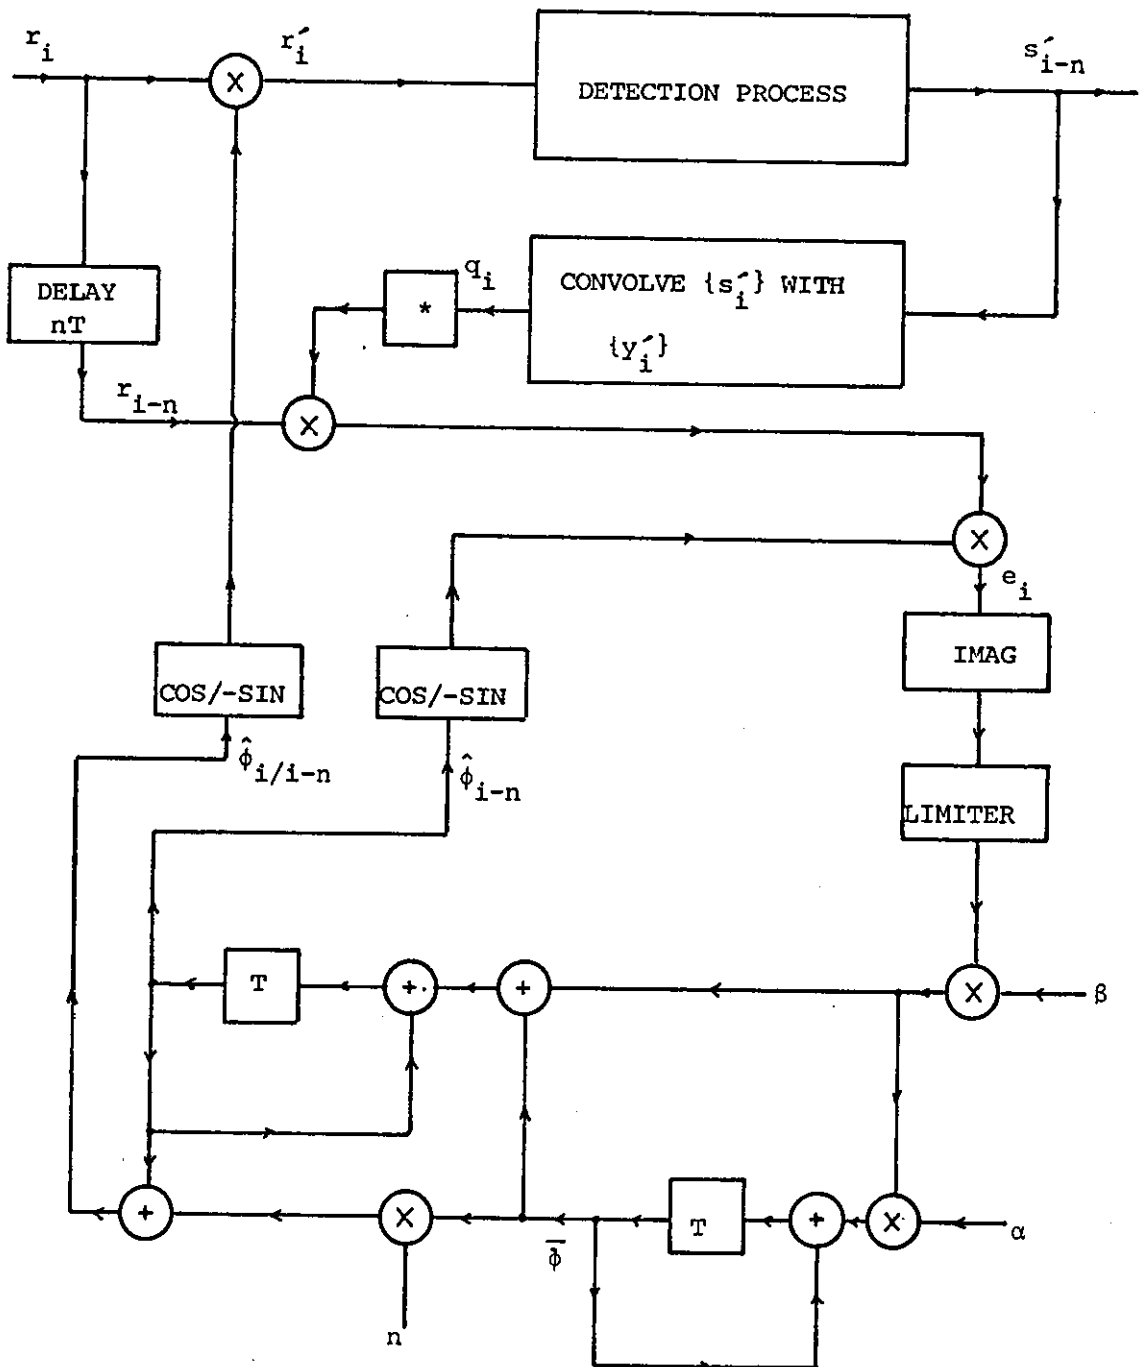 r_i
r´_i
DETECTION PROCESS
s´_{i-n}
×
DELAY
nT
*
q_i
CONVOLVE {s´_i} WITH
{y´_i}
r_{i-n}
×
×
e_i
IMAG
COS/-SIN
COS/-SIN
φ̂_{i/i-n}
φ̂_{i-n}
LIMITER
T
+
+
×
β
+
×
φ̄
T
+
×
α
n